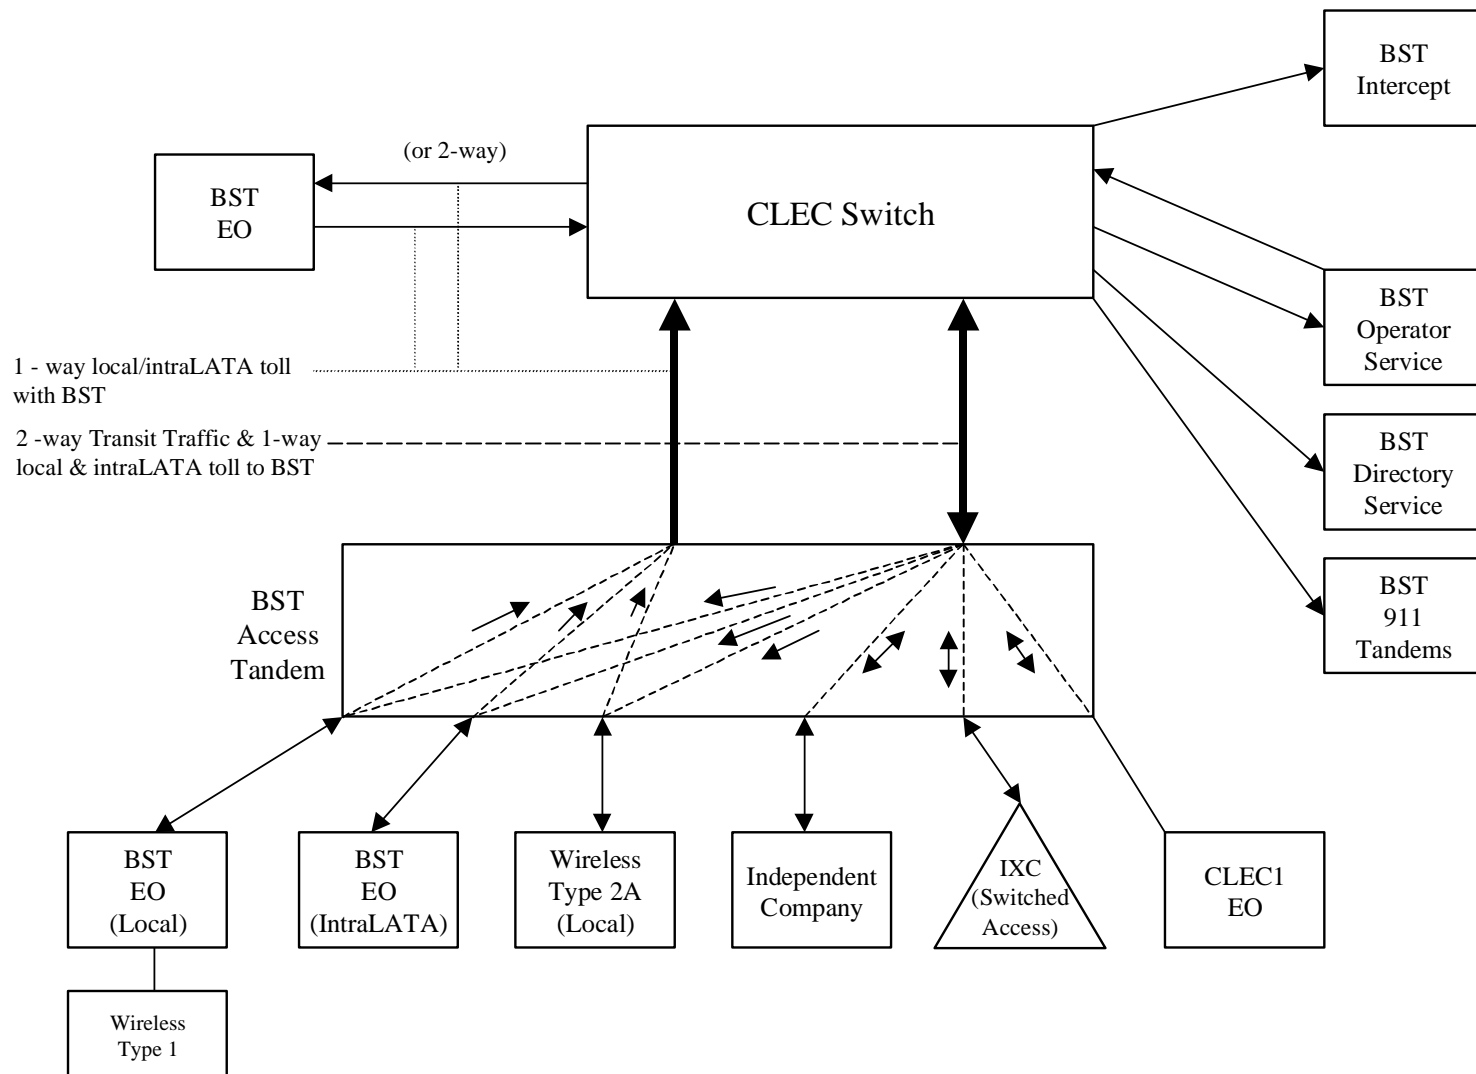 BST
Intercept
(or 2-way)
BST
EO
CLEC Switch
BST
Operator
Service
1 - way local/intraLATA toll
with BST
2 -way Transit Traffic & 1-way
local & intraLATA toll to BST
BST
Directory
Service
BST
Access
Tandem
BST
911
Tandems
BST
EO
(Local)
BST
EO
(IntraLATA)
Wireless
Type 2A
(Local)
Independent
Company
IXC
(Switched
Access)
CLEC1
EO
Wireless
Type 1